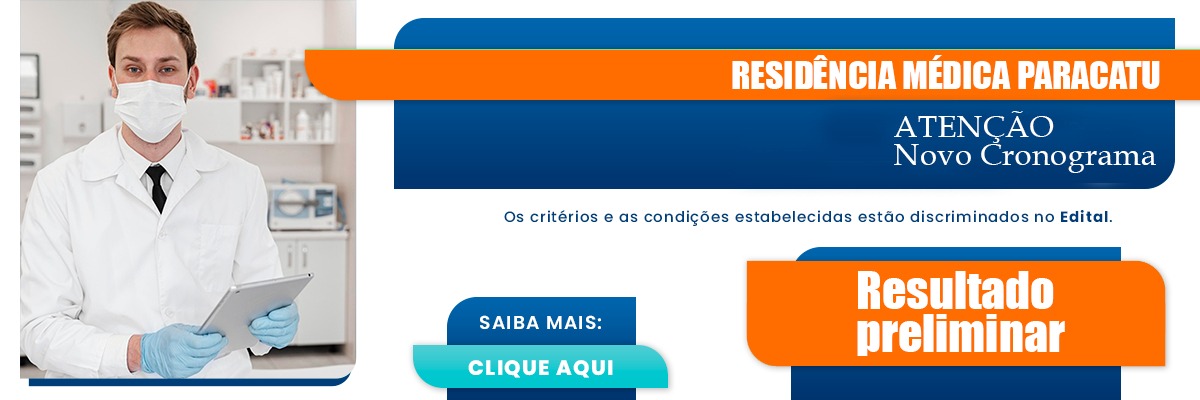 RESIDÊNCIA MÉDICA PARACATU
ATENÇÃO
Novo Cronograma
Os critérios e as condições estabelecidas estão discriminados no Edital.
Resultado
preliminar
SAIBA MAIS:
CLIQUE AQUI